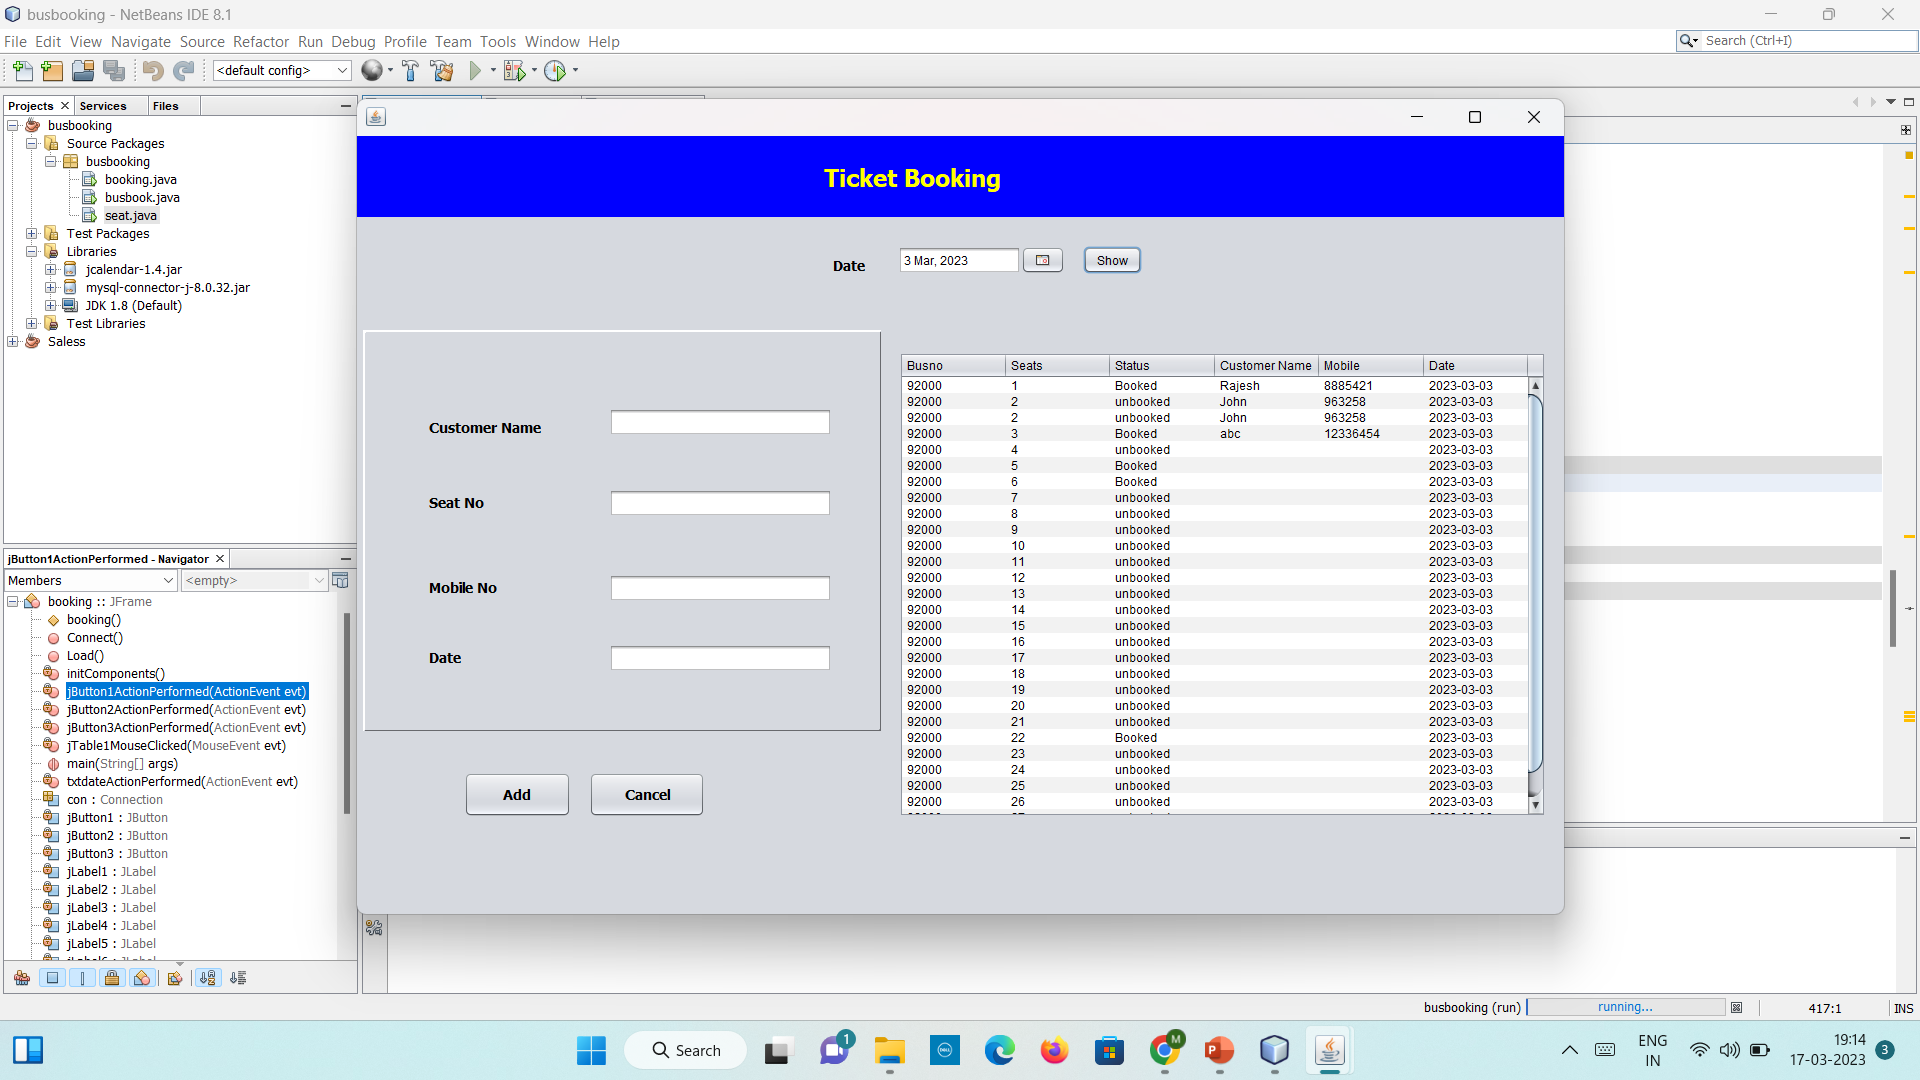 busbooking - NetBeans IDE 8.1
File Edit View Navigate Source Refactor Run Debug Profile Team Tools Window Help
Search (Ctrl+I)
<default config>
Projects Services Files
busbooking
Source Packages
busbooking
booking.java
busbook.java
seat.java
Test Packages
Libraries
jcalendar-1.4.jar
mysql-connector-j-8.0.32.jar
JDK 1.8 (Default)
Test Libraries
Saless
jButton1ActionPerformed - Navigator
Members <empty>
booking :: JFrame
booking()
Connect()
Load()
initComponents()
jButton1ActionPerformed(ActionEvent evt)
jButton2ActionPerformed(ActionEvent evt)
jButton3ActionPerformed(ActionEvent evt)
jTable1MouseClicked(MouseEvent evt)
main(String[] args)
txtdateActionPerformed(ActionEvent evt)
con : Connection
jButton1 : JButton
jButton2 : JButton
jButton3 : JButton
jLabel1 : JLabel
jLabel2 : JLabel
jLabel3 : JLabel
jLabel4 : JLabel
jLabel5 : JLabel
Ticket Booking
Date 3 Mar, 2023 Show
Customer Name
Seat No
Mobile No
Date
Add Cancel
Busno Seats Status Customer Name Mobile Date
92000 1 Booked Rajesh 8885421 2023-03-03
92000 2 unbooked John 963258 2023-03-03
92000 2 unbooked John 963258 2023-03-03
92000 3 Booked abc 12336454 2023-03-03
92000 4 unbooked 2023-03-03
92000 5 Booked 2023-03-03
92000 6 Booked 2023-03-03
92000 7 unbooked 2023-03-03
92000 8 unbooked 2023-03-03
92000 9 unbooked 2023-03-03
92000 10 unbooked 2023-03-03
92000 11 unbooked 2023-03-03
92000 12 unbooked 2023-03-03
92000 13 unbooked 2023-03-03
92000 14 unbooked 2023-03-03
92000 15 unbooked 2023-03-03
92000 16 unbooked 2023-03-03
92000 17 unbooked 2023-03-03
92000 18 unbooked 2023-03-03
92000 19 unbooked 2023-03-03
92000 20 unbooked 2023-03-03
92000 21 unbooked 2023-03-03
92000 22 Booked 2023-03-03
92000 23 unbooked 2023-03-03
92000 24 unbooked 2023-03-03
92000 25 unbooked 2023-03-03
92000 26 unbooked 2023-03-03
busbooking (run) running... 417:1 INS
Search
1
DELL
M
ENG
IN
19:14
17-03-2023
3